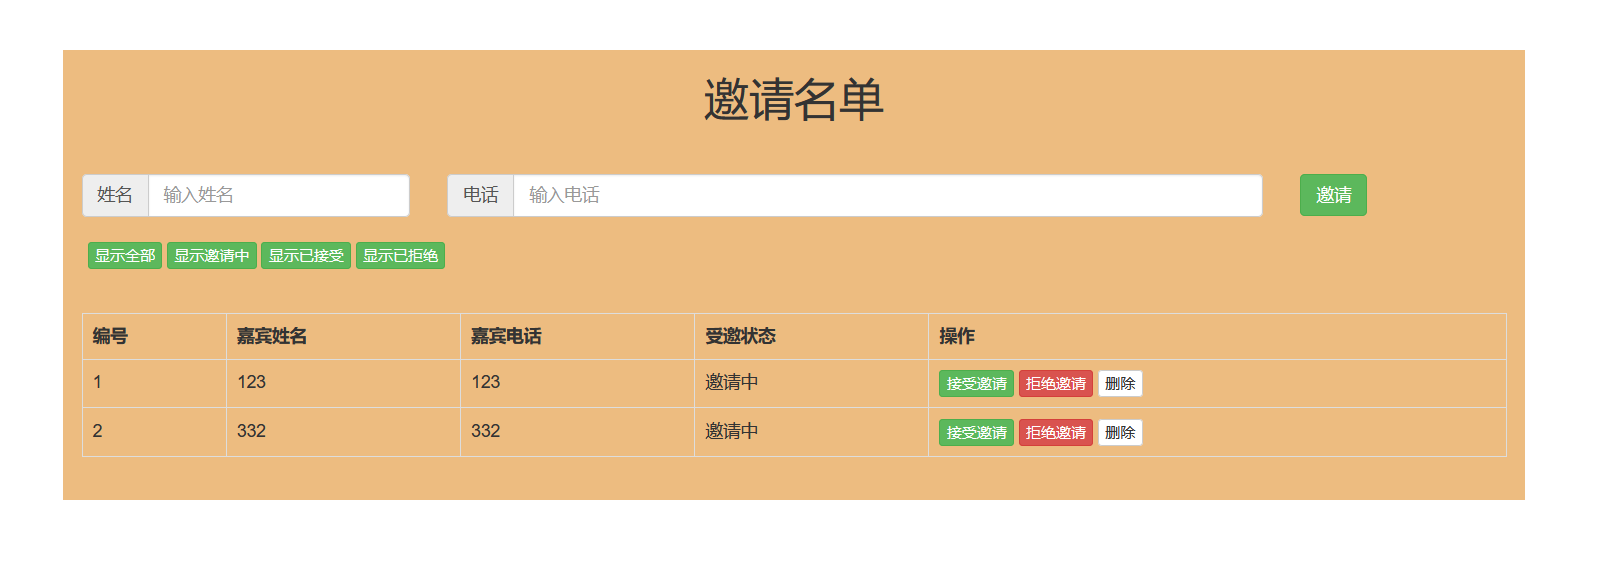 邀请名单
姓名 输入姓名 电话 输入电话 邀请
显示全部 显示邀请中 显示已接受 显示已拒绝
编号 嘉宾姓名 嘉宾电话 受邀状态 操作
1 123 123 邀请中 接受邀请 拒绝邀请 删除
2 332 332 邀请中 接受邀请 拒绝邀请 删除